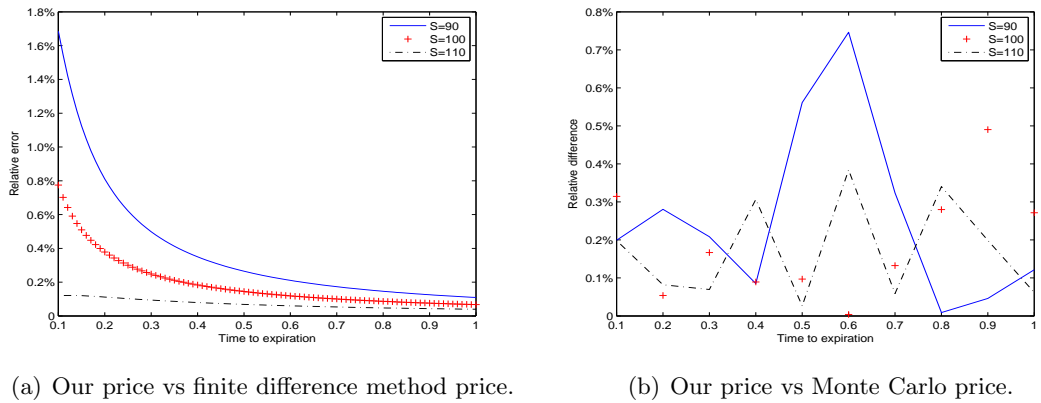 1.8%
1.6%
1.4%
1.2%
1.0%
0.8%
0.6%
0.4%
0.2%
0
Relative error
S=90
S=100
S=110
0.1 0.2 0.3 0.4 0.5 0.6 0.7 0.8 0.9 1
Time to expiration
(a) Our price vs finite difference method price.
0.8%
0.7%
0.6%
0.5%
0.4%
0.3%
0.2%
0.1%
0
Relative difference
S=90
S=100
S=110
0.1 0.2 0.3 0.4 0.5 0.6 0.7 0.8 0.9 1
Time to expiration
(b) Our price vs Monte Carlo price.